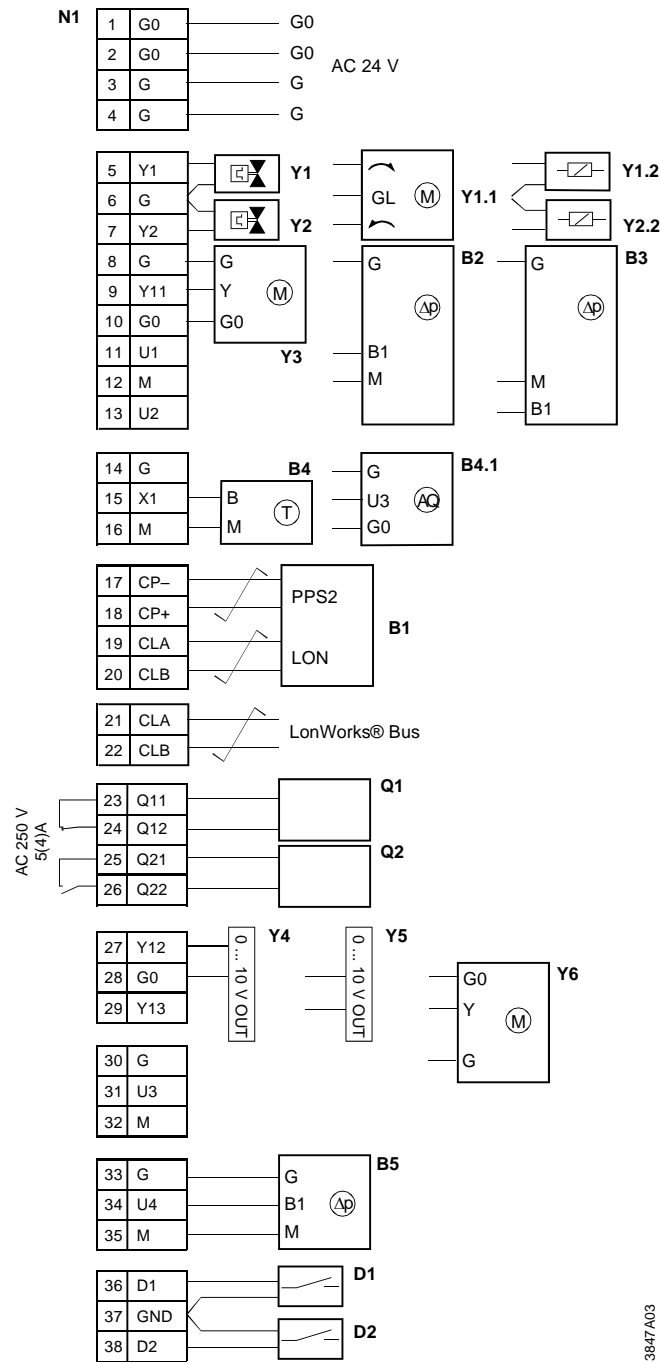 N1
1 G0 G0
2 G0 G0
AC 24 V
3 G G
4 G G
5 Y1 Y1 Y1.2
6 G GL M Y1.1
7 Y2 Y2 Y2.2
8 G G B2 G B3 G
9 Y11 Y M Δp Δp
10 G0 G0
11 U1 Y3 B1
12 M M M
13 U2 B1
14 G B4 G B4.1
15 X1 B T U3 AQ
16 M M G0
17 CP– PPS2
18 CP+
B1
19 CLA LON
20 CLB
21 CLA LonWorks® Bus
22 CLB
AC 250 V
5(4)A
23 Q11 Q1
24 Q12
25 Q21 Q2
26 Q22
27 Y12 Y4 Y5
0 ... 10 V OUT
0 ... 10 V OUT
28 G0 G0 Y6
29 Y13 Y M
G
30 G
31 U3
32 M
33 G G B5
34 U4 B1 Δp
35 M M
36 D1 D1
37 GND
38 D2 D2
3847A03